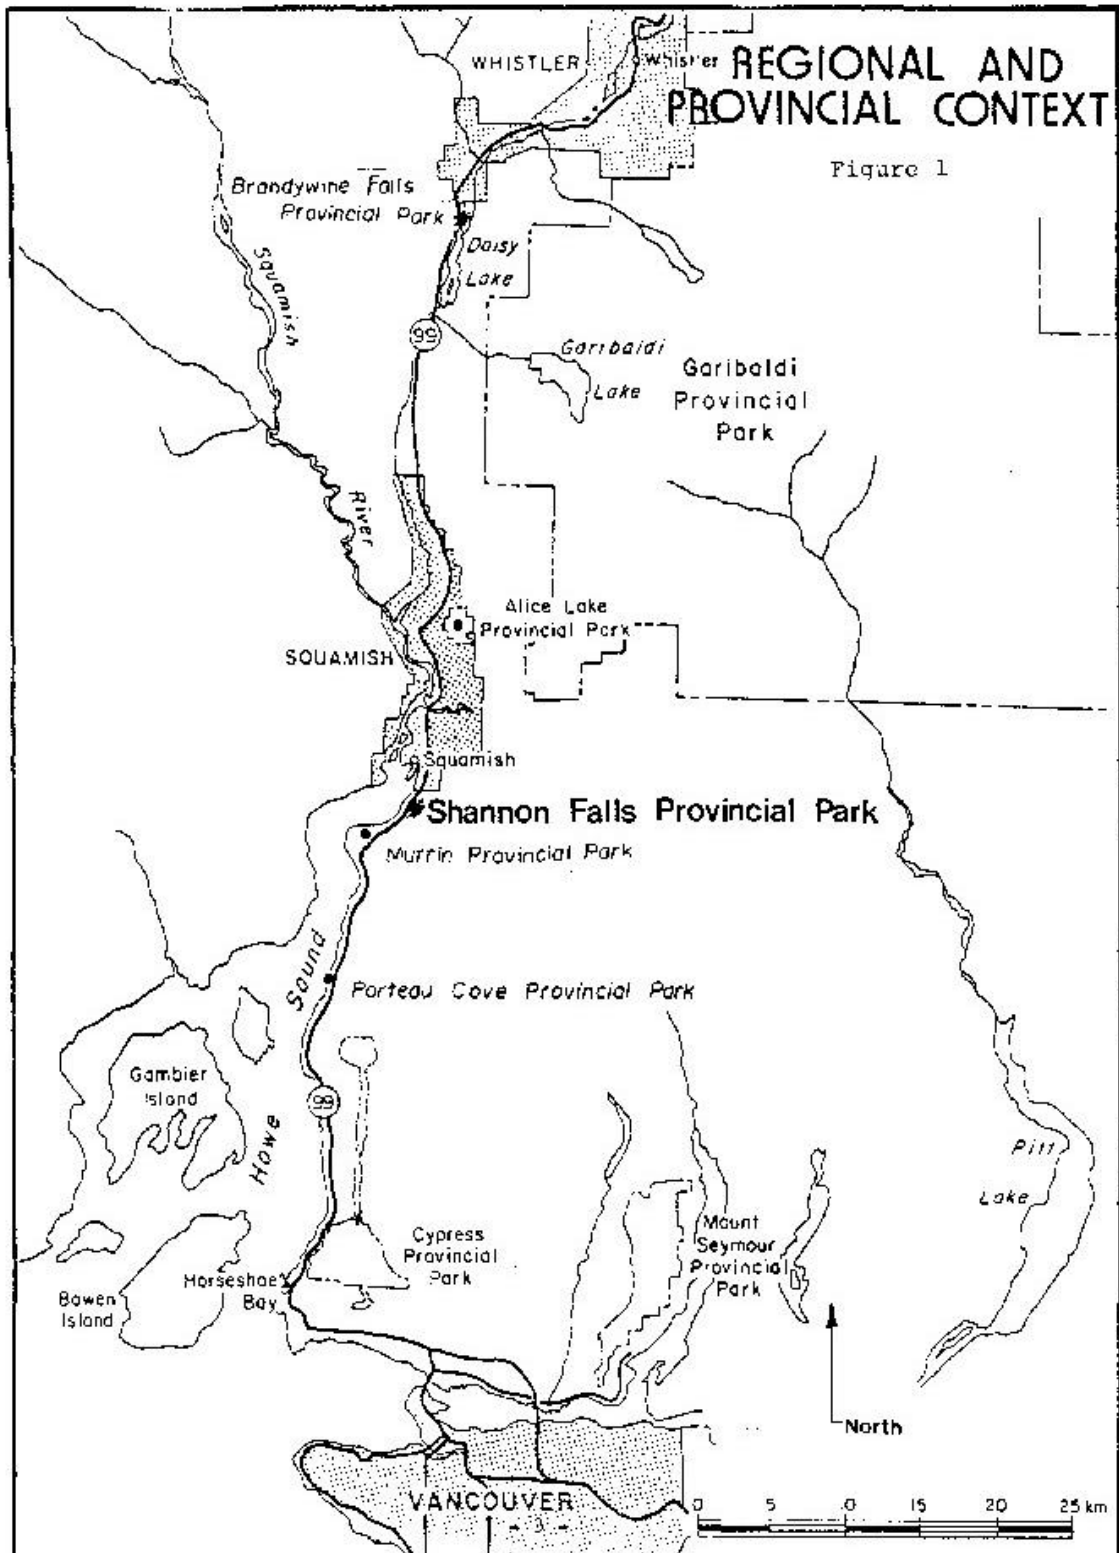 REGIONAL AND
PROVINCIAL CONTEXT
Figure 1
WHISTLER
Whistler
Brandywine Falls
Provincial Park
Daisy
Lake
Squamish
River
99
Garibaldi
Lake
Garibaldi
Provincial
Park
Alice Lake
Provincial Park
SQUAMISH
Squamish
Shannon Falls Provincial Park
Murrin Provincial Park
Porteau Cove Provincial Park
Howe
Sound
Gambier
Island
99
Pitt
Lake
Cypress
Provincial
Park
Mount
Seymour
Provincial
Park
Horseshoe
Bay
Bowen
Island
North
VANCOUVER
0 5 0 15 20 25 km